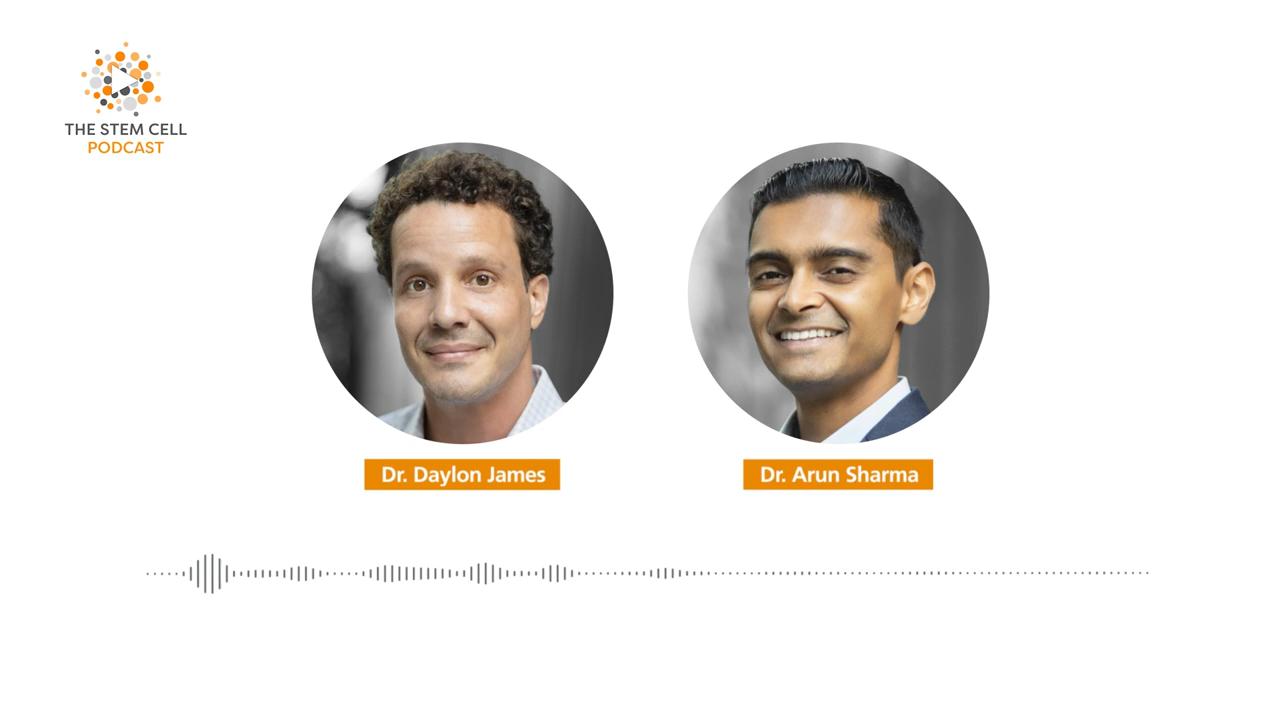 THE STEM CELL
PODCAST
Dr. Daylon James
Dr. Arun Sharma